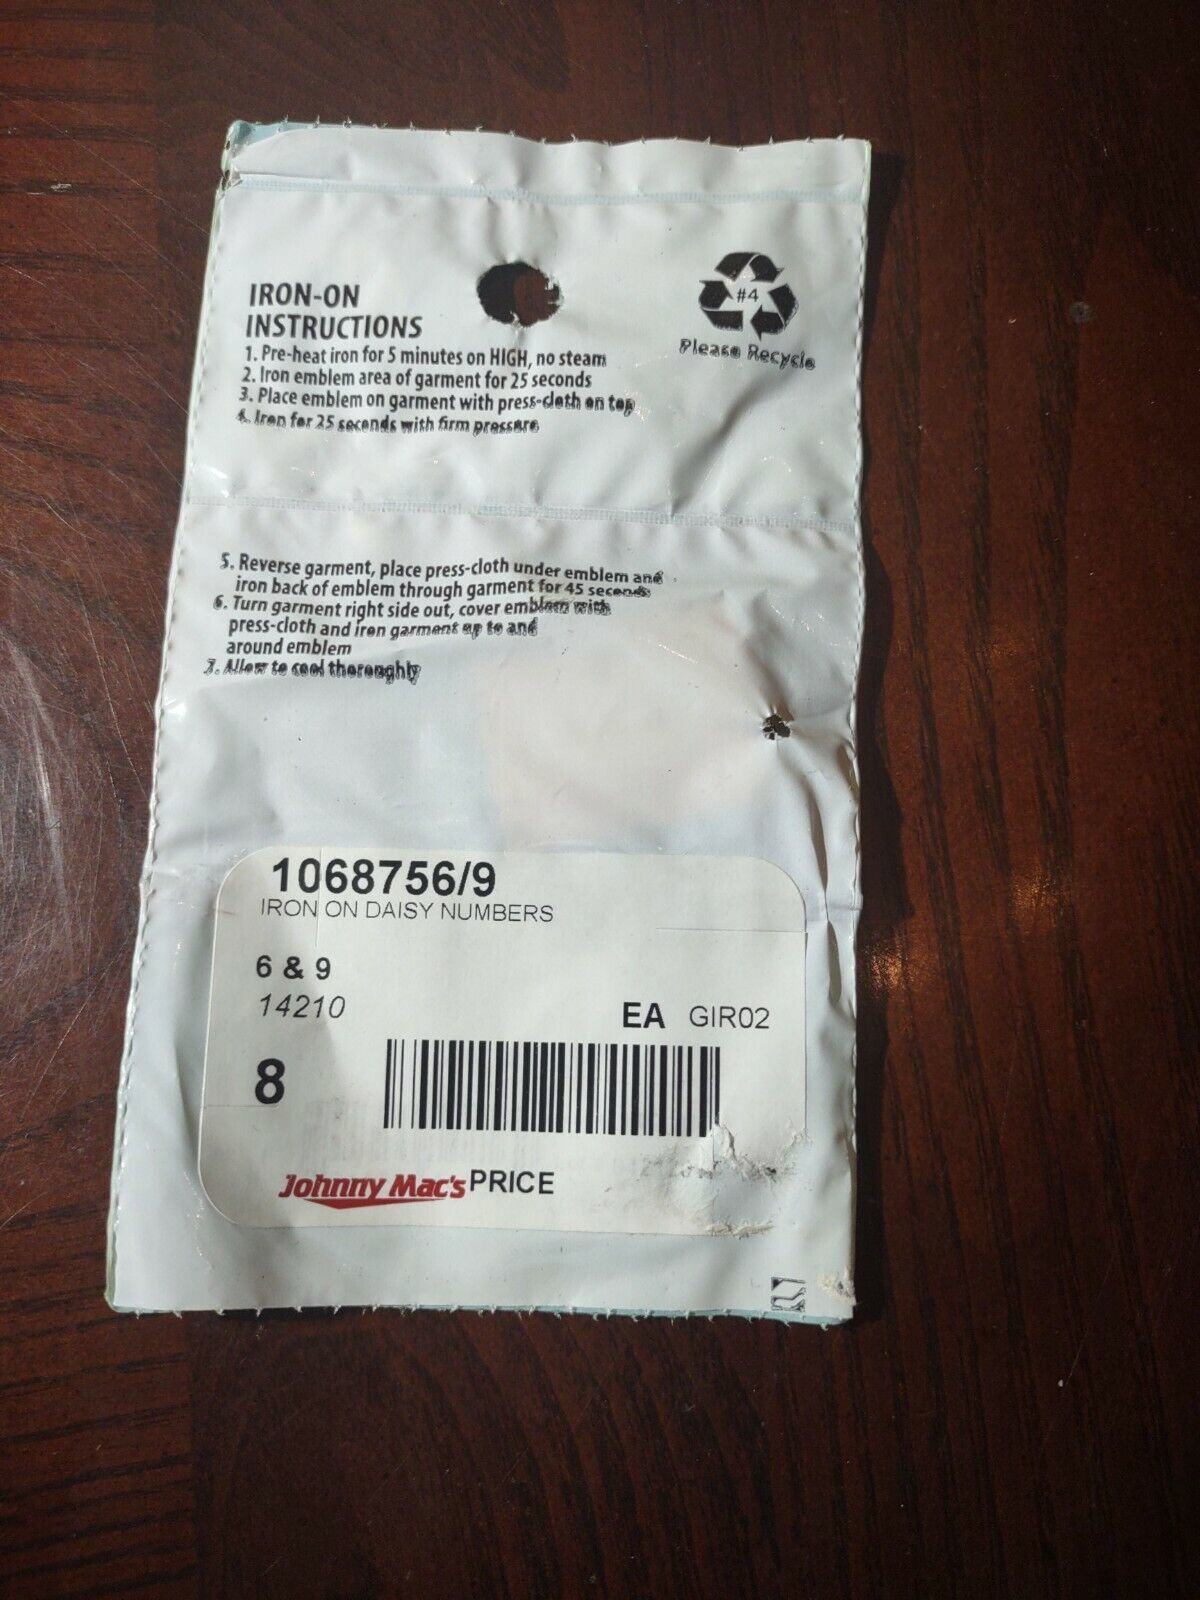 IRON-ON
INSTRUCTIONS
1. Pre-heat iron for 5 minutes on HIGH, no steam
2. Iron emblem area of garment for 25 seconds
3. Place emblem on garment with press-cloth on top
4. Iron for 25 seconds with firm pressure
#4
Please Recycle
5. Reverse garment, place press-cloth under emblem and
iron back of emblem through garment for 45 seconds
6. Turn garment right side out, cover emblem with
press-cloth and iron garment up to and
around emblem
7. Allow to cool thoroughly
1068756/9
IRON ON DAISY NUMBERS
6 & 9
14210
EA GIR02
8
Johnny Mac's PRICE